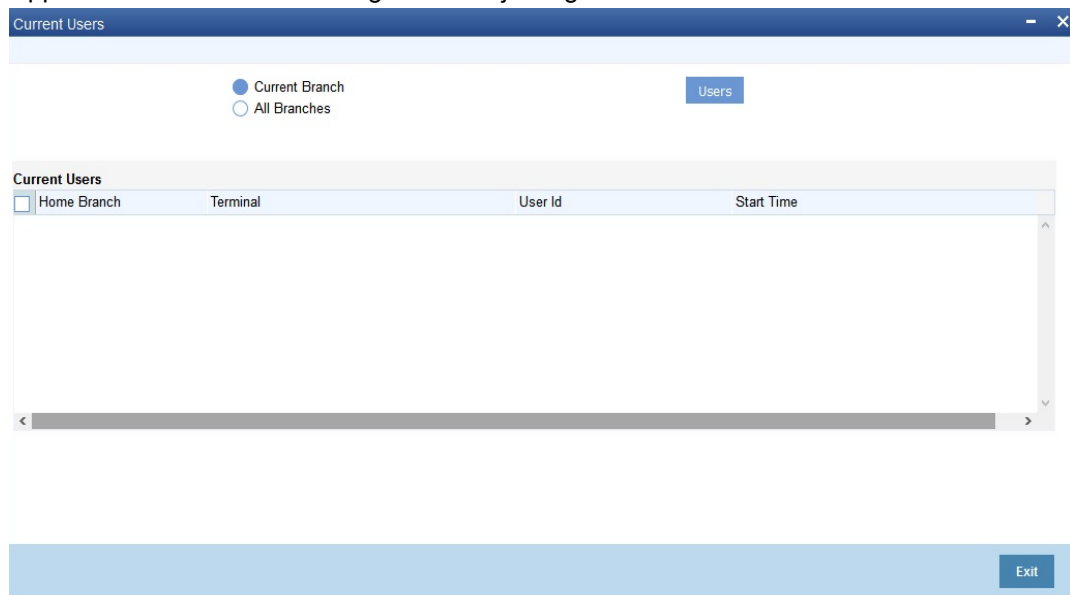 Current Users
Current Branch
Users
All Branches
Current Users
Home Branch Terminal User Id Start Time
Exit